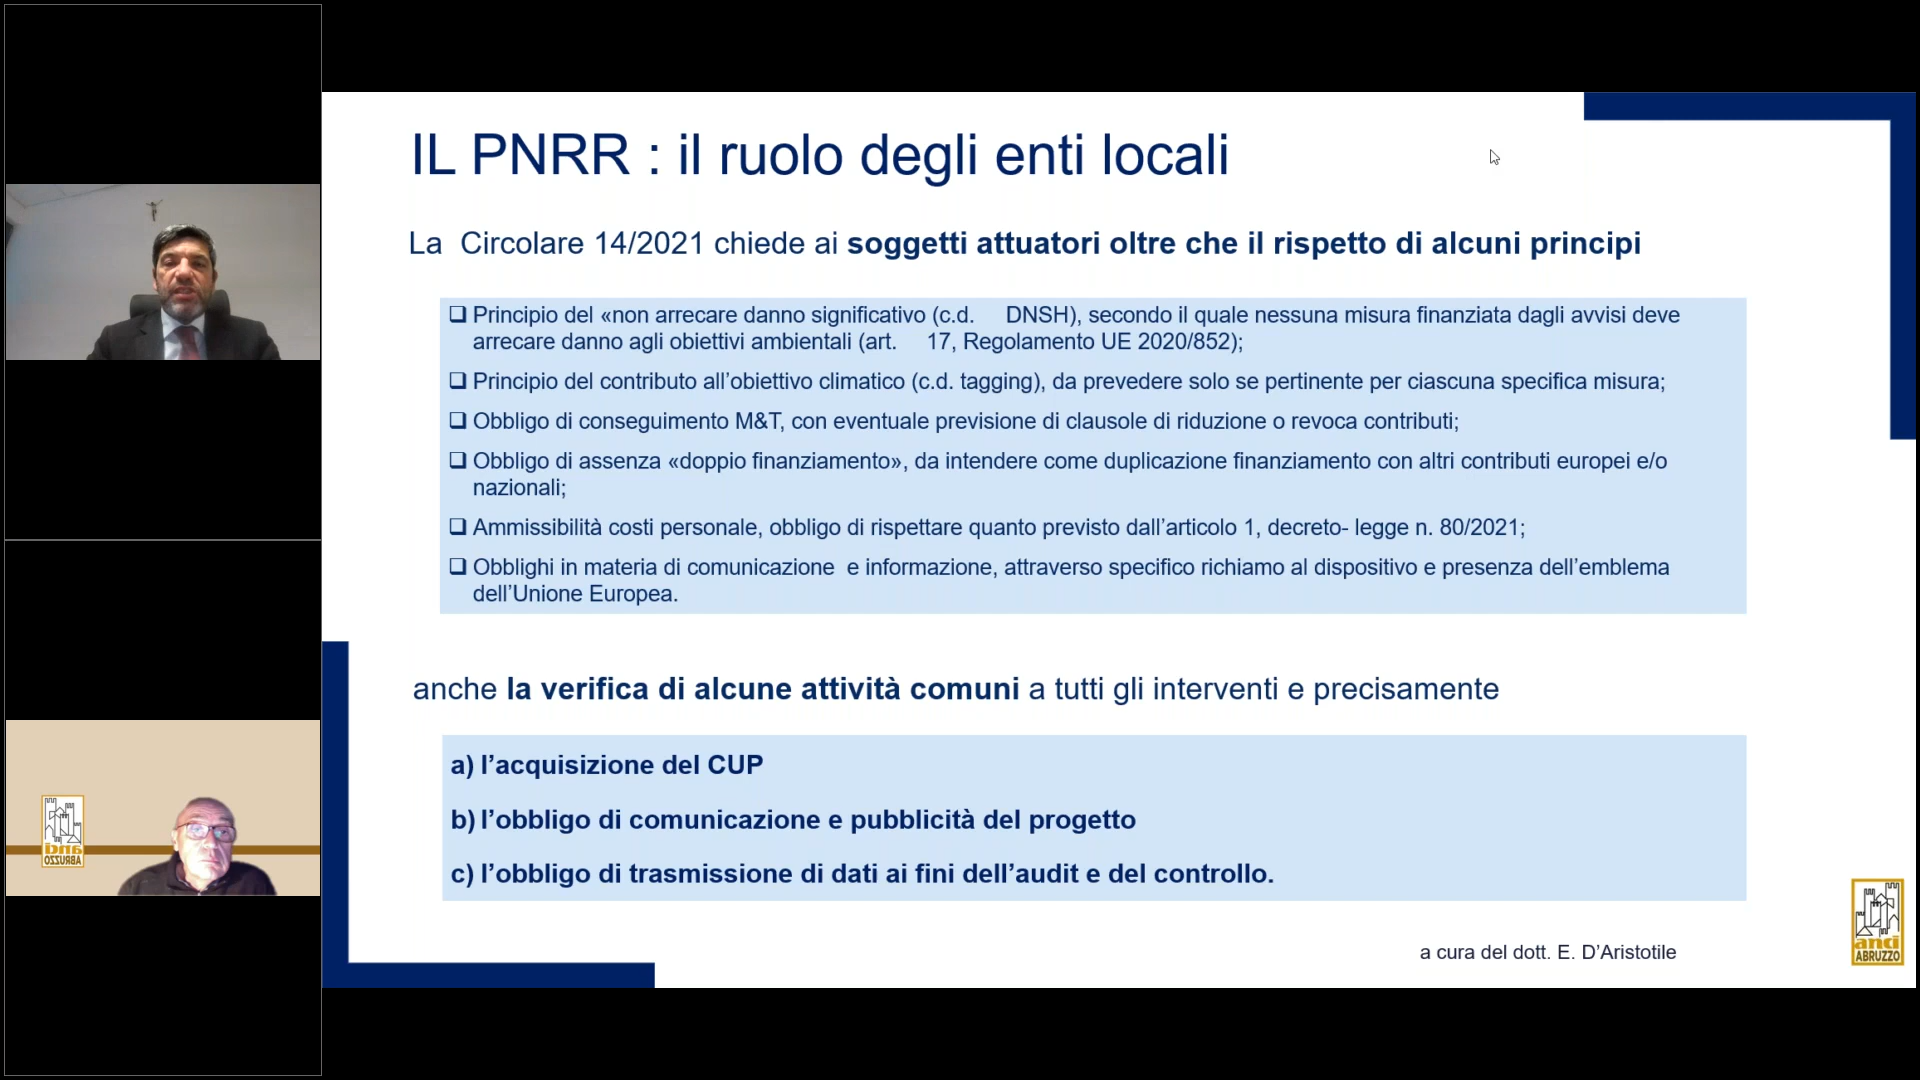 IL PNRR : il ruolo degli enti locali
La Circolare 14/2021 chiede ai soggetti attuatori oltre che il rispetto di alcuni principi
❑ Principio del «non arrecare danno significativo (c.d. DNSH), secondo il quale nessuna misura finanziata dagli avvisi deve
arrecare danno agli obiettivi ambientali (art. 17, Regolamento UE 2020/852);
❑ Principio del contributo all’obiettivo climatico (c.d. tagging), da prevedere solo se pertinente per ciascuna specifica misura;
❑ Obbligo di conseguimento M&T, con eventuale previsione di clausole di riduzione o revoca contributi;
❑ Obbligo di assenza «doppio finanziamento», da intendere come duplicazione finanziamento con altri contributi europei e/o
nazionali;
❑ Ammissibilità costi personale, obbligo di rispettare quanto previsto dall’articolo 1, decreto- legge n. 80/2021;
❑ Obblighi in materia di comunicazione e informazione, attraverso specifico richiamo al dispositivo e presenza dell’emblema
dell’Unione Europea.
anche la verifica di alcune attività comuni a tutti gli interventi e precisamente
a) l’acquisizione del CUP
b) l’obbligo di comunicazione e pubblicità del progetto
c) l’obbligo di trasmissione di dati ai fini dell’audit e del controllo.
a cura del dott. E. D’Aristotile
anci
ABRUZZO
anci
ABRUZZO